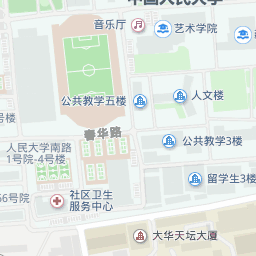 中国人民大学
音乐厅
艺术学院
公共教学五楼
人文楼
春华路
号楼
人民大学南路
1号院-4号楼
公共教学3楼
留学生3楼
66号院
社区卫生
服务中心
大华天坛大厦